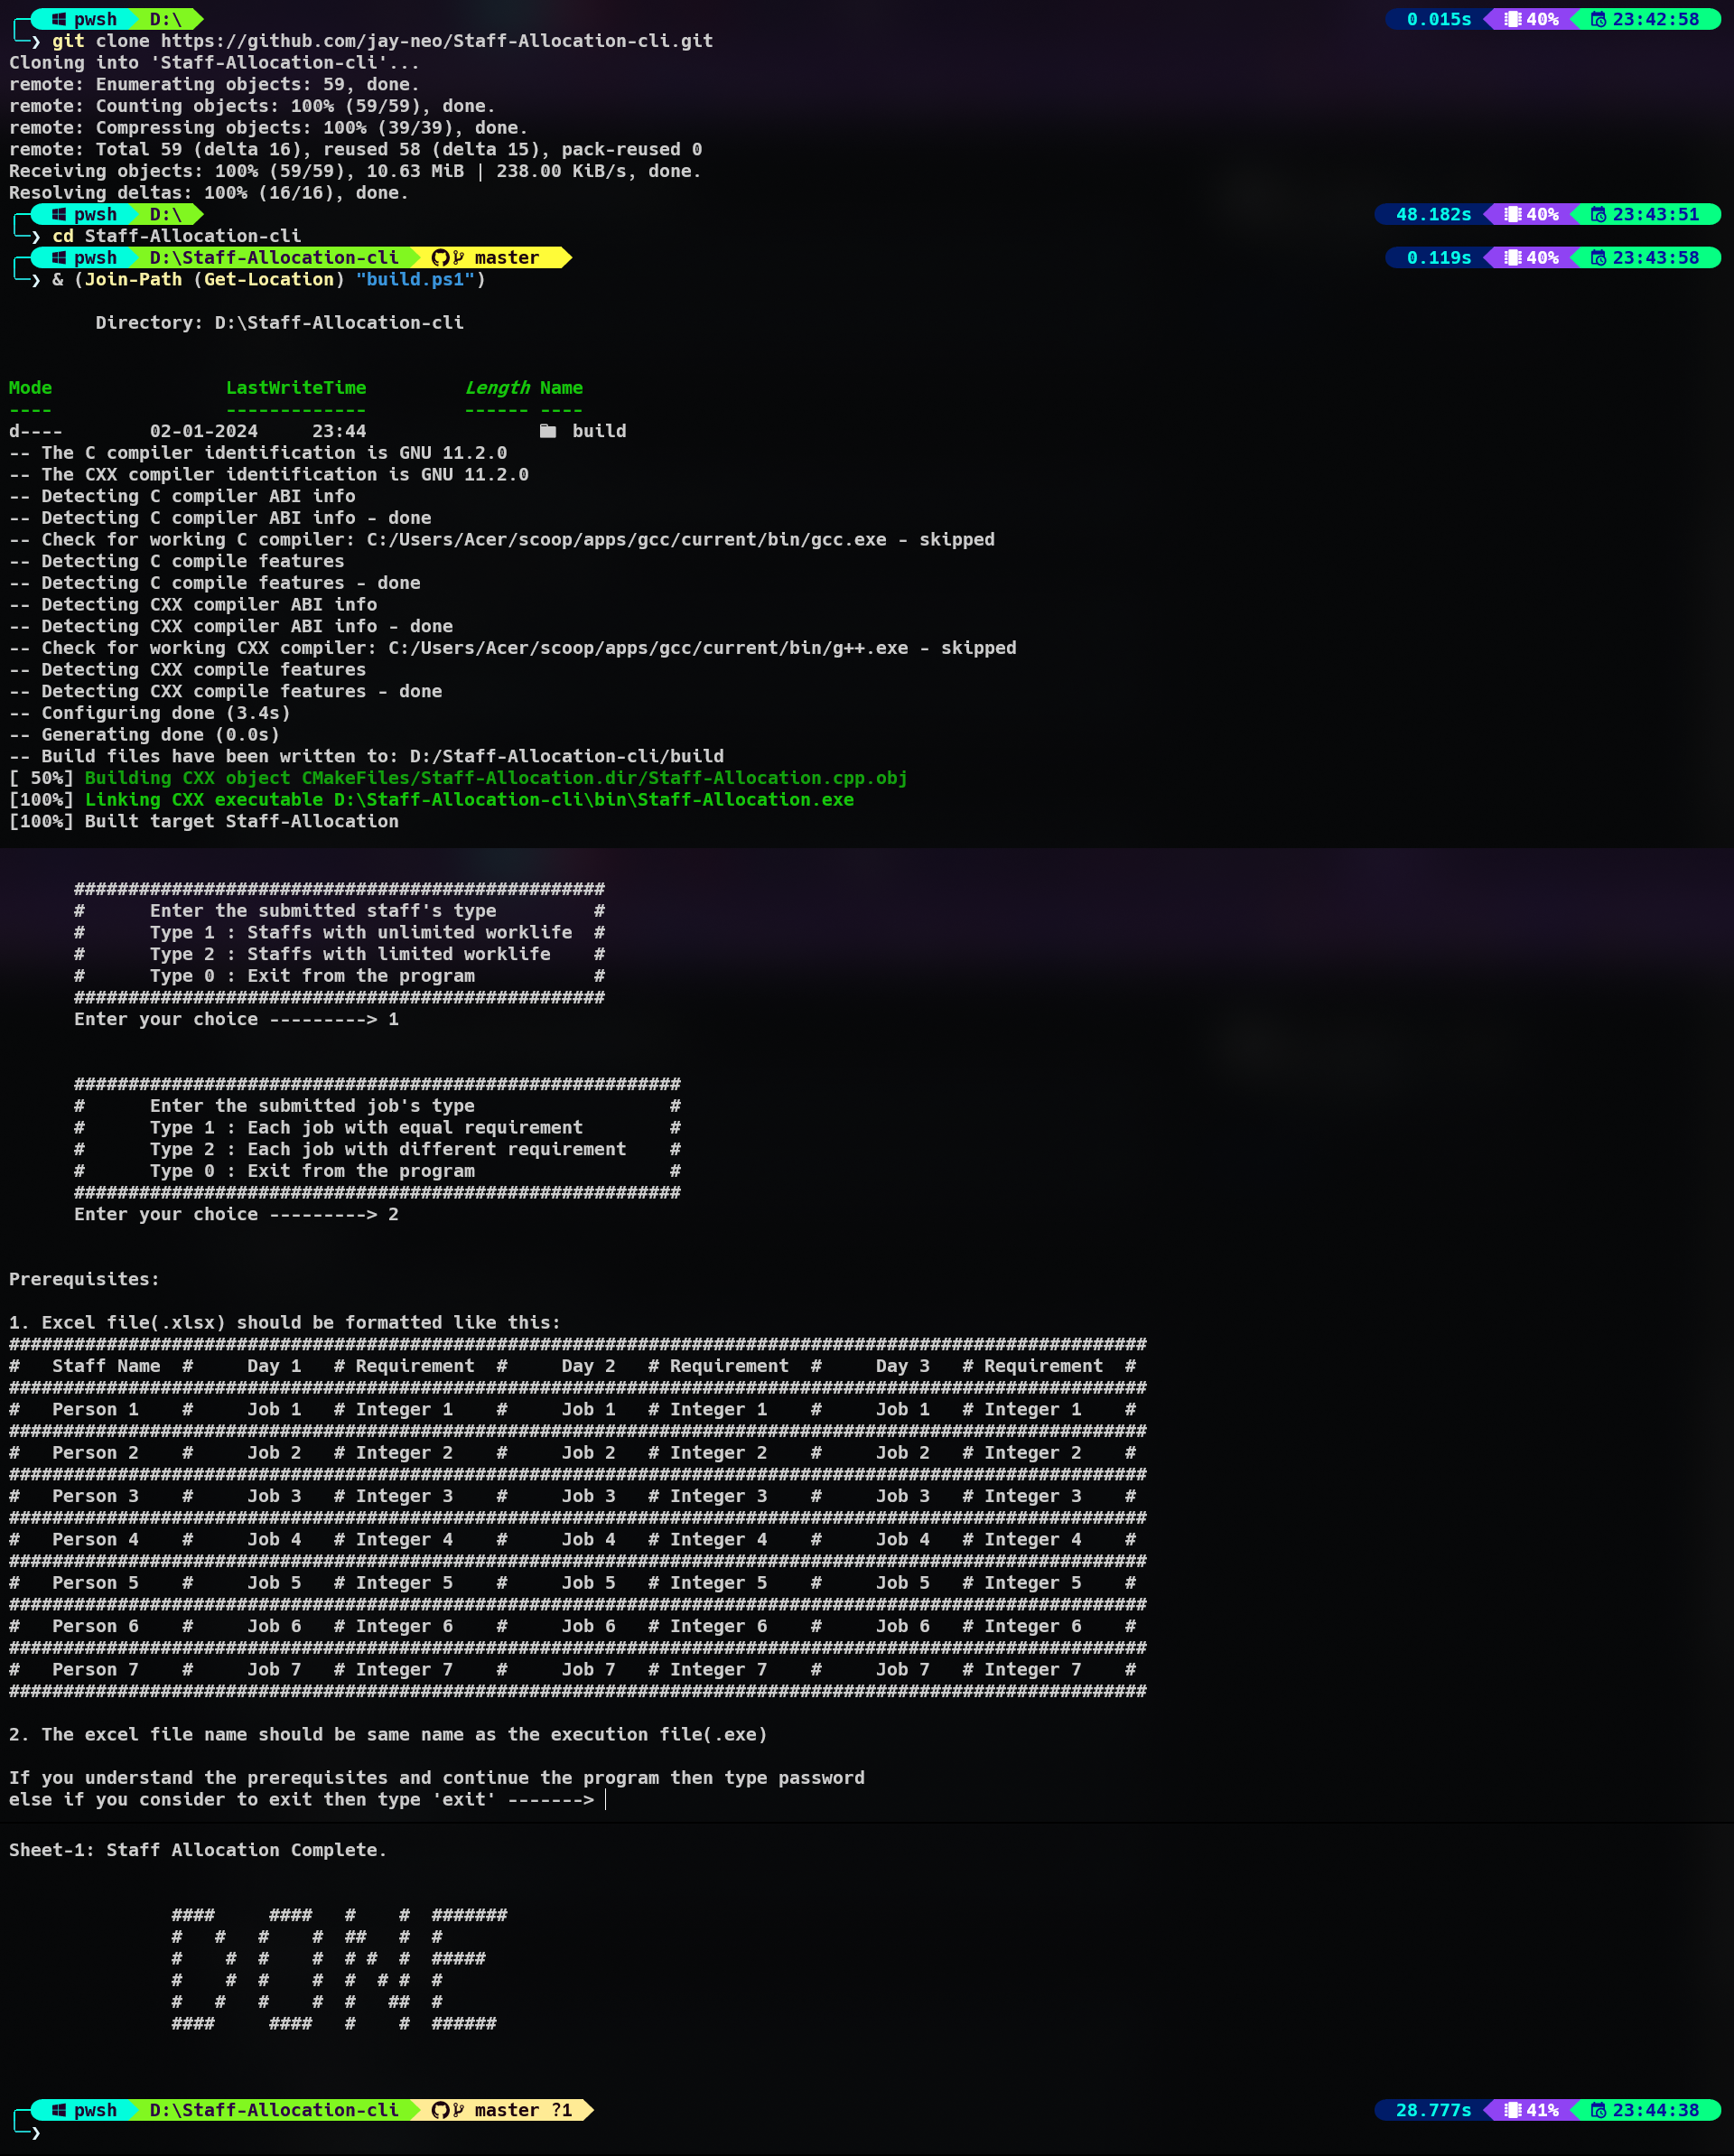 pwsh D:\ 0.015s 40% 23:42:58
❯ git clone https://github.com/jay-neo/Staff-Allocation-cli.git
Cloning into 'Staff-Allocation-cli'...
remote: Enumerating objects: 59, done.
remote: Counting objects: 100% (59/59), done.
remote: Compressing objects: 100% (39/39), done.
remote: Total 59 (delta 16), reused 58 (delta 15), pack-reused 0
Receiving objects: 100% (59/59), 10.63 MiB | 238.00 KiB/s, done.
Resolving deltas: 100% (16/16), done.
pwsh D:\ 48.182s 40% 23:43:51
❯ cd Staff-Allocation-cli
pwsh D:\Staff-Allocation-cli master 0.119s 40% 23:43:58
❯ & (Join-Path (Get-Location) "build.ps1")
Directory: D:\Staff-Allocation-cli
Mode LastWriteTime Length Name
---- ------------- ------ ----
d---- 02-01-2024 23:44 build
-- The C compiler identification is GNU 11.2.0
-- The CXX compiler identification is GNU 11.2.0
-- Detecting C compiler ABI info
-- Detecting C compiler ABI info - done
-- Check for working C compiler: C:/Users/Acer/scoop/apps/gcc/current/bin/gcc.exe - skipped
-- Detecting C compile features
-- Detecting C compile features - done
-- Detecting CXX compiler ABI info
-- Detecting CXX compiler ABI info - done
-- Check for working CXX compiler: C:/Users/Acer/scoop/apps/gcc/current/bin/g++.exe - skipped
-- Detecting CXX compile features
-- Detecting CXX compile features - done
-- Configuring done (3.4s)
-- Generating done (0.0s)
-- Build files have been written to: D:/Staff-Allocation-cli/build
[ 50%] Building CXX object CMakeFiles/Staff-Allocation.dir/Staff-Allocation.cpp.obj
[100%] Linking CXX executable D:\Staff-Allocation-cli\bin\Staff-Allocation.exe
[100%] Built target Staff-Allocation
#################################################
# Enter the submitted staff's type #
# Type 1 : Staffs with unlimited worklife #
# Type 2 : Staffs with limited worklife #
# Type 0 : Exit from the program #
#################################################
Enter your choice ---------> 1
########################################################
# Enter the submitted job's type #
# Type 1 : Each job with equal requirement #
# Type 2 : Each job with different requirement #
# Type 0 : Exit from the program #
########################################################
Enter your choice ---------> 2
Prerequisites:
1. Excel file(.xlsx) should be formatted like this:
#########################################################################################################
# Staff Name # Day 1 # Requirement # Day 2 # Requirement # Day 3 # Requirement #
#########################################################################################################
# Person 1 # Job 1 # Integer 1 # Job 1 # Integer 1 # Job 1 # Integer 1 #
#########################################################################################################
# Person 2 # Job 2 # Integer 2 # Job 2 # Integer 2 # Job 2 # Integer 2 #
#########################################################################################################
# Person 3 # Job 3 # Integer 3 # Job 3 # Integer 3 # Job 3 # Integer 3 #
#########################################################################################################
# Person 4 # Job 4 # Integer 4 # Job 4 # Integer 4 # Job 4 # Integer 4 #
#########################################################################################################
# Person 5 # Job 5 # Integer 5 # Job 5 # Integer 5 # Job 5 # Integer 5 #
#########################################################################################################
# Person 6 # Job 6 # Integer 6 # Job 6 # Integer 6 # Job 6 # Integer 6 #
#########################################################################################################
# Person 7 # Job 7 # Integer 7 # Job 7 # Integer 7 # Job 7 # Integer 7 #
#########################################################################################################
2. The excel file name should be same name as the execution file(.exe)
If you understand the prerequisites and continue the program then type password
else if you consider to exit then type 'exit' ------->
Sheet-1: Staff Allocation Complete.
####     ####   #    #  #######
#   #   #    #  ##   #  #
#    #  #    #  # #  #  #####
#    #  #    #  #  # #  #
#   #   #    #  #   ##  #
####     ####   #    #  ######
pwsh D:\Staff-Allocation-cli master ?1 28.777s 41% 23:44:38
❯